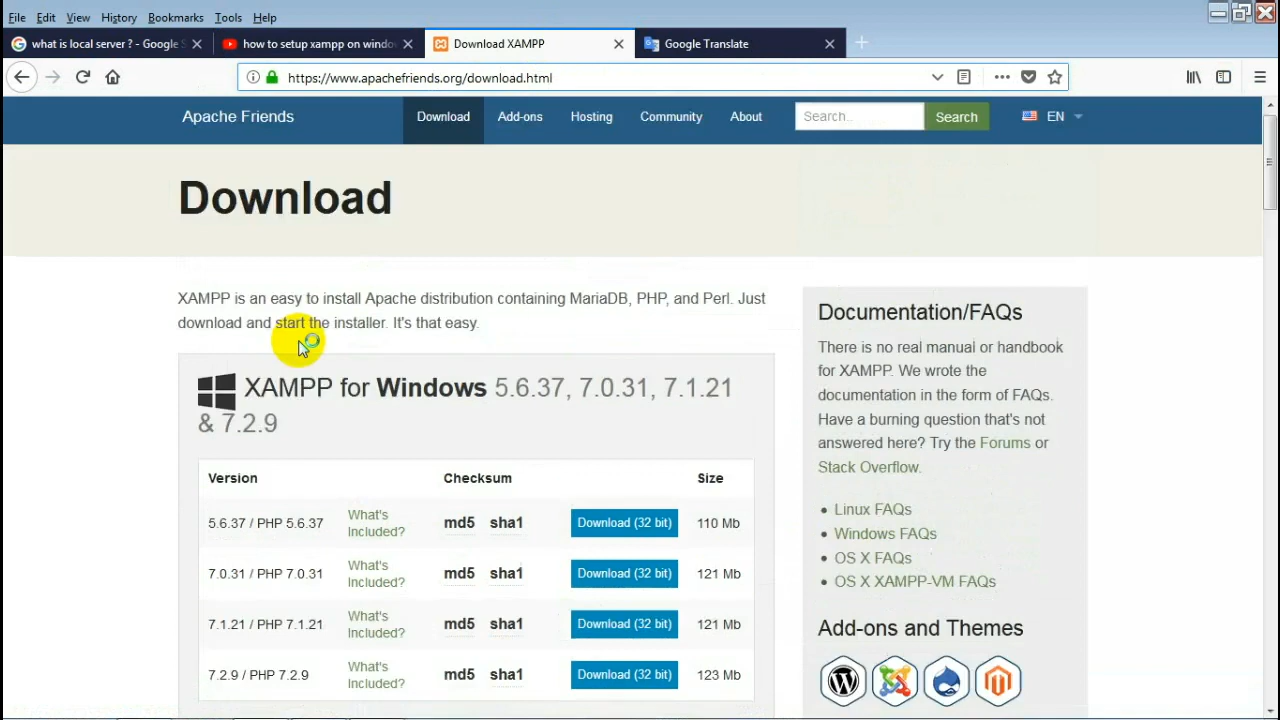 File Edit View History Bookmarks Tools Help
what is local server ? - Google S
how to setup xampp on windo
Download XAMPP
Google Translate
https://www.apachefriends.org/download.html
Apache Friends Download Add-ons Hosting Community About Search... Search EN
Download
XAMPP is an easy to install Apache distribution containing MariaDB, PHP, and Perl. Just
download and start the installer. It's that easy.
XAMPP for Windows 5.6.37, 7.0.31, 7.1.21
& 7.2.9
Version Checksum Size
5.6.37 / PHP 5.6.37 What's Included? md5 sha1 Download (32 bit) 110 Mb
7.0.31 / PHP 7.0.31 What's Included? md5 sha1 Download (32 bit) 121 Mb
7.1.21 / PHP 7.1.21 What's Included? md5 sha1 Download (32 bit) 121 Mb
7.2.9 / PHP 7.2.9 What's Included? md5 sha1 Download (32 bit) 123 Mb
Documentation/FAQs
There is no real manual or handbook
for XAMPP. We wrote the
documentation in the form of FAQs.
Have a burning question that's not
answered here? Try the Forums or
Stack Overflow.
Linux FAQs
Windows FAQs
OS X FAQs
OS X XAMPP-VM FAQs
Add-ons and Themes